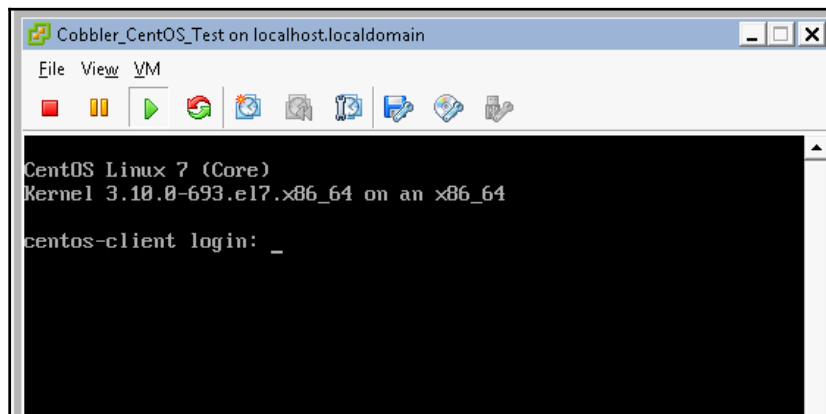 Cobbler_CentOS_Test on localhost.localdomain
File View VM
CentOS Linux 7 (Core)
Kernel 3.10.0-693.el7.x86_64 on an x86_64
centos-client login: _